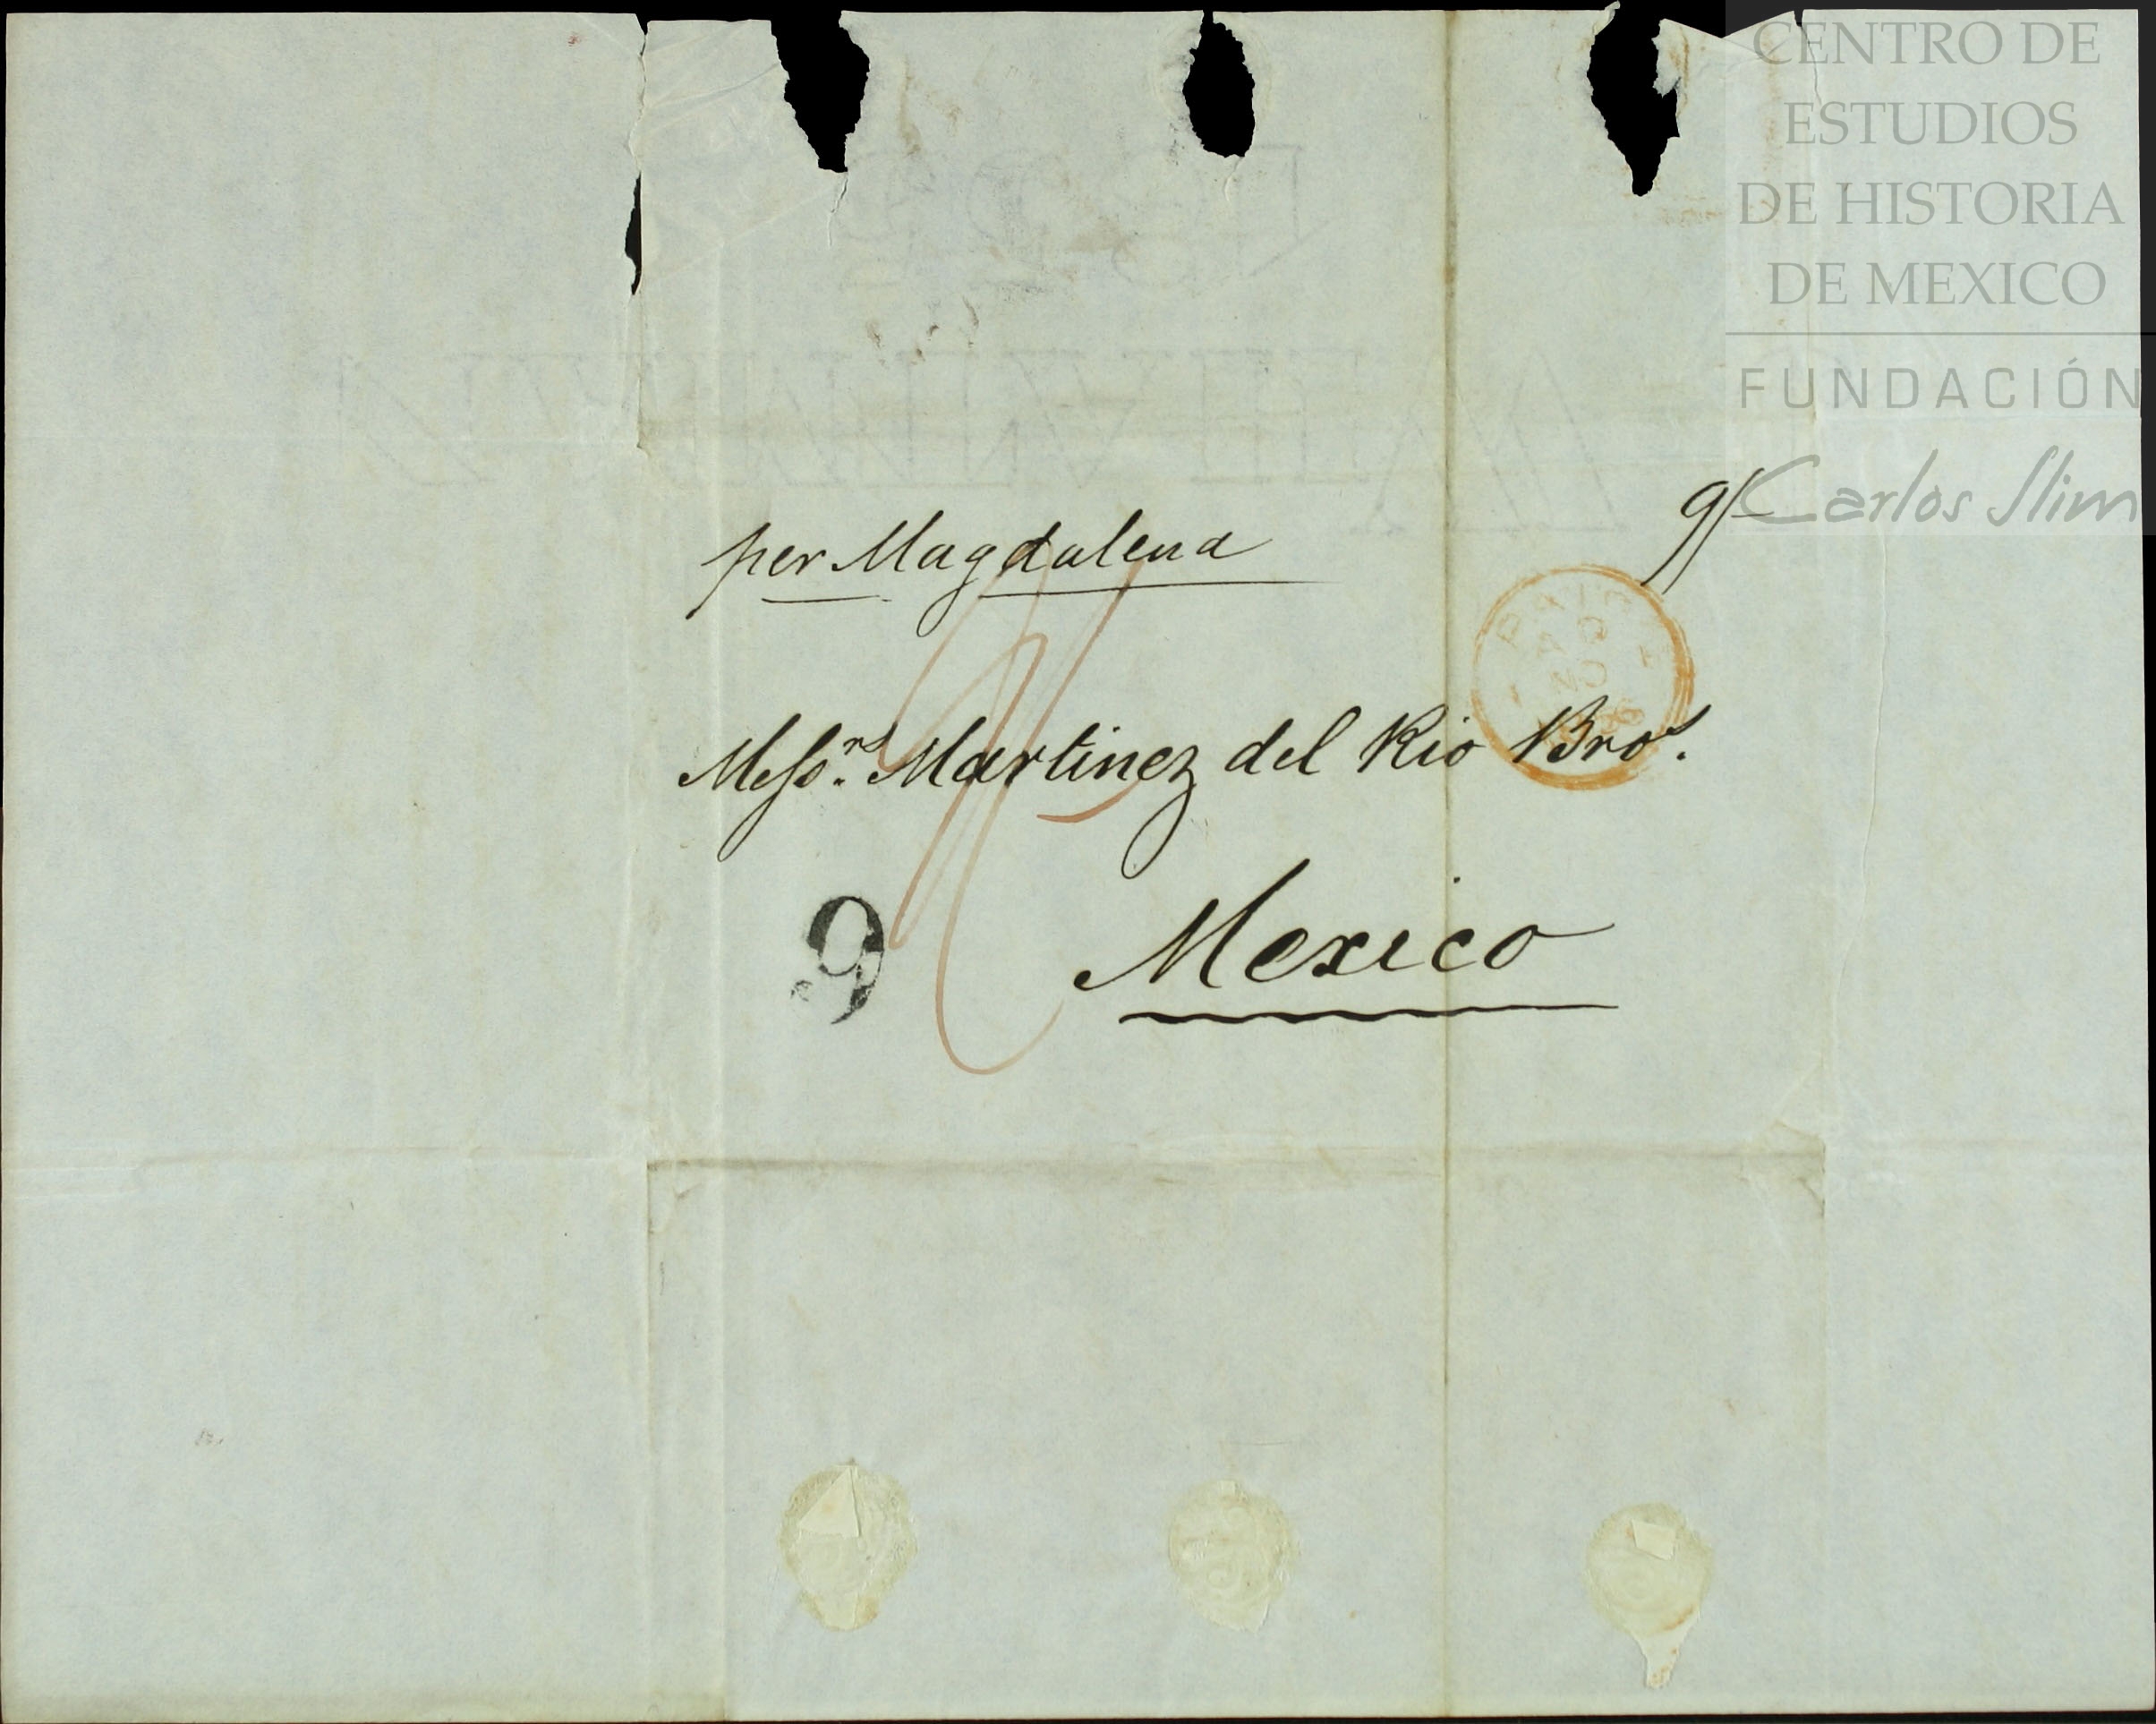 CENTRO DE
ESTUDIOS
DE HISTORIA
DE MEXICO
FUNDACIÓN
Carlos Slim
per Magdalena
Messrs. Martinez del Rio Bros.
9
Mexico